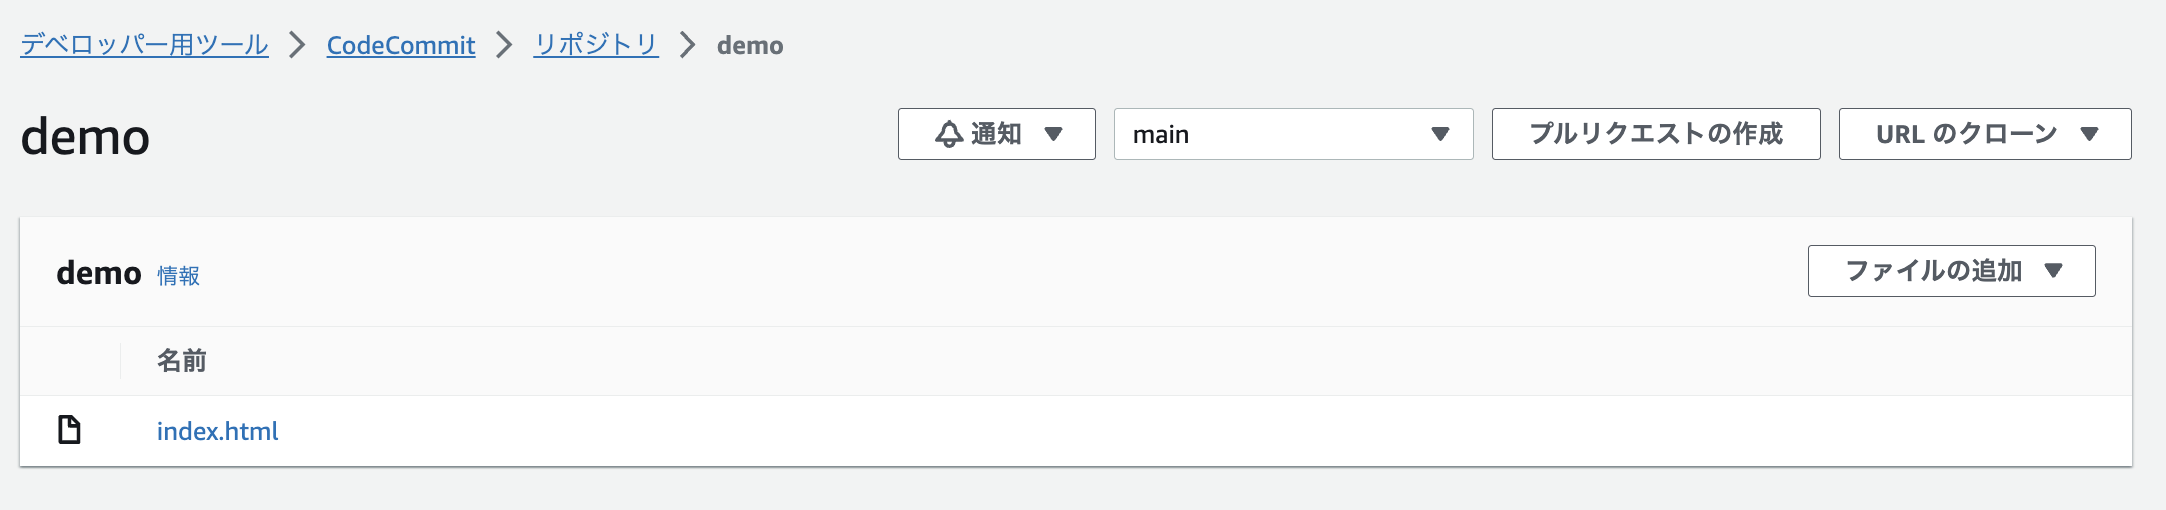 デベロッパー用ツール > CodeCommit > リポジトリ > demo
demo 通知 ▼ main ▼ プルリクエストの作成 URL のクローン ▼
demo 情報 ファイルの追加 ▼
名前
index.html